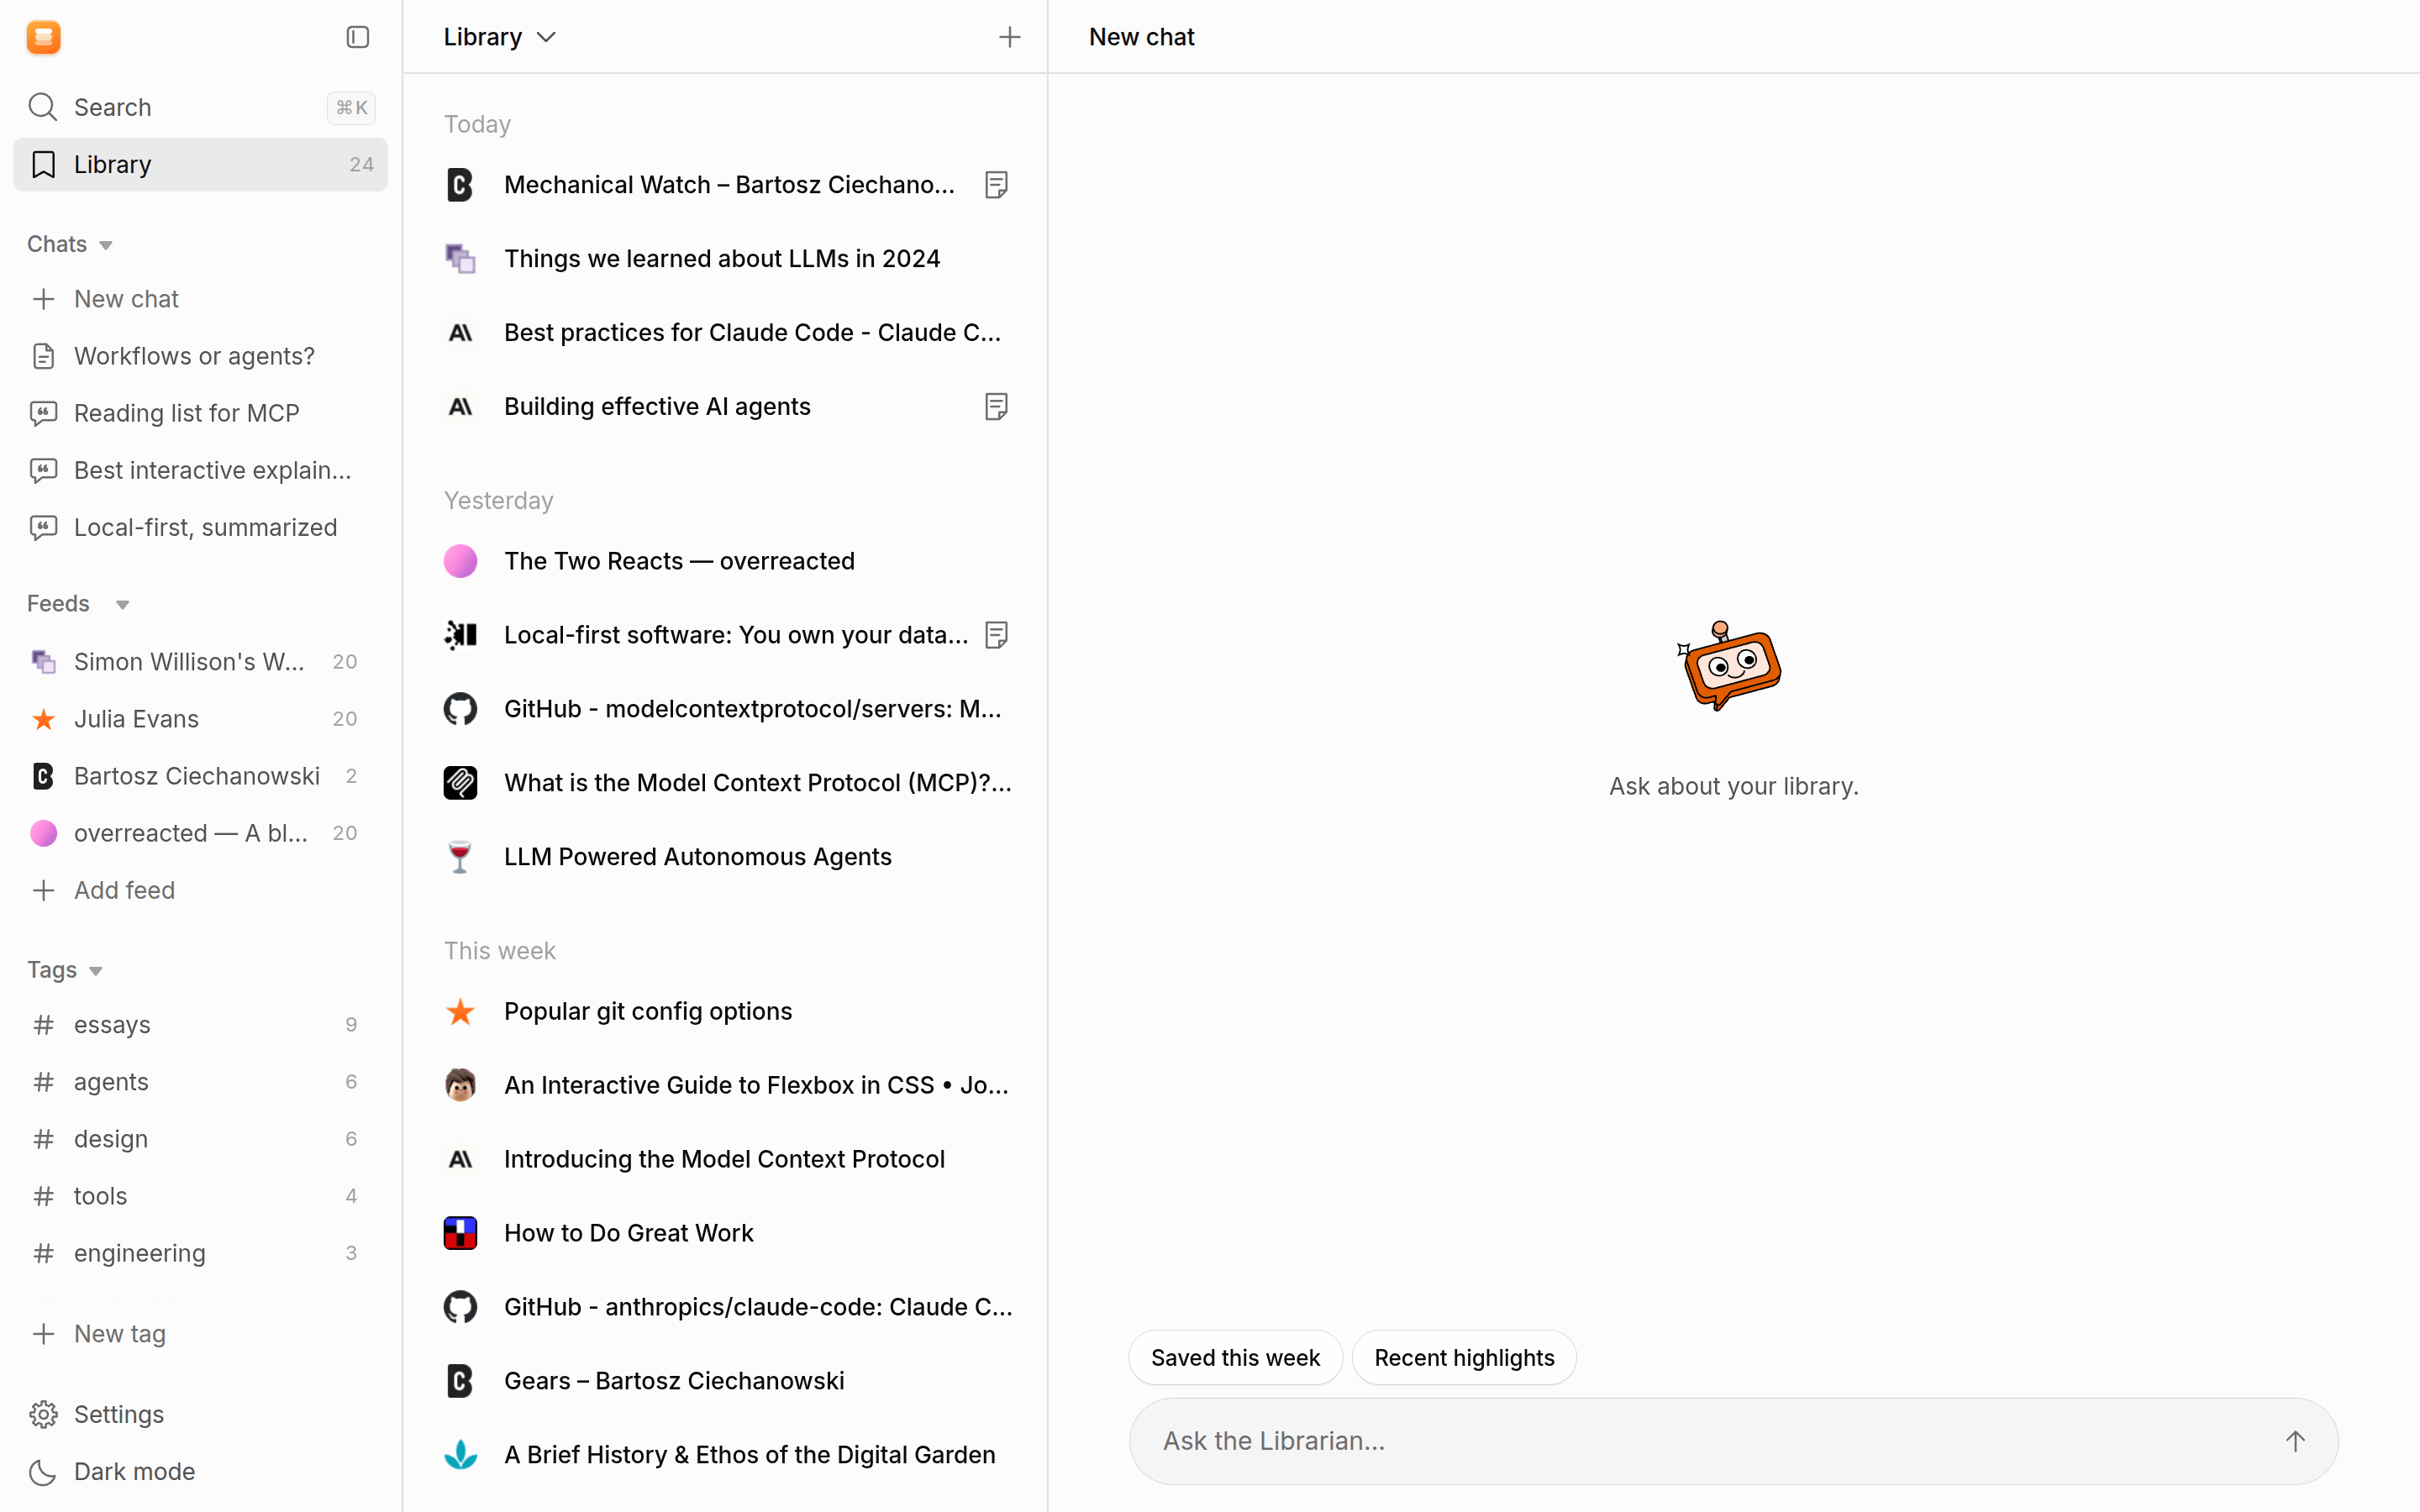 Search
⌘K
Library
24
Chats
New chat
Workflows or agents?
Reading list for MCP
Best interactive explain...
Local-first, summarized
Feeds
Simon Willison's W...
20
Julia Evans
20
Bartosz Ciechanowski
2
overreacted — A bl...
20
Add feed
Tags
essays
9
agents
6
design
6
tools
4
engineering
3
New tag
Settings
Dark mode
Library
Today
Mechanical Watch – Bartosz Ciechano...
Things we learned about LLMs in 2024
Best practices for Claude Code - Claude C...
Building effective AI agents
Yesterday
The Two Reacts — overreacted
Local-first software: You own your data...
GitHub - modelcontextprotocol/servers: M...
What is the Model Context Protocol (MCP)?...
LLM Powered Autonomous Agents
This week
Popular git config options
An Interactive Guide to Flexbox in CSS • Jo...
Introducing the Model Context Protocol
How to Do Great Work
GitHub - anthropics/claude-code: Claude C...
Gears – Bartosz Ciechanowski
A Brief History & Ethos of the Digital Garden
New chat
Ask about your library.
Saved this week
Recent highlights
Ask the Librarian...